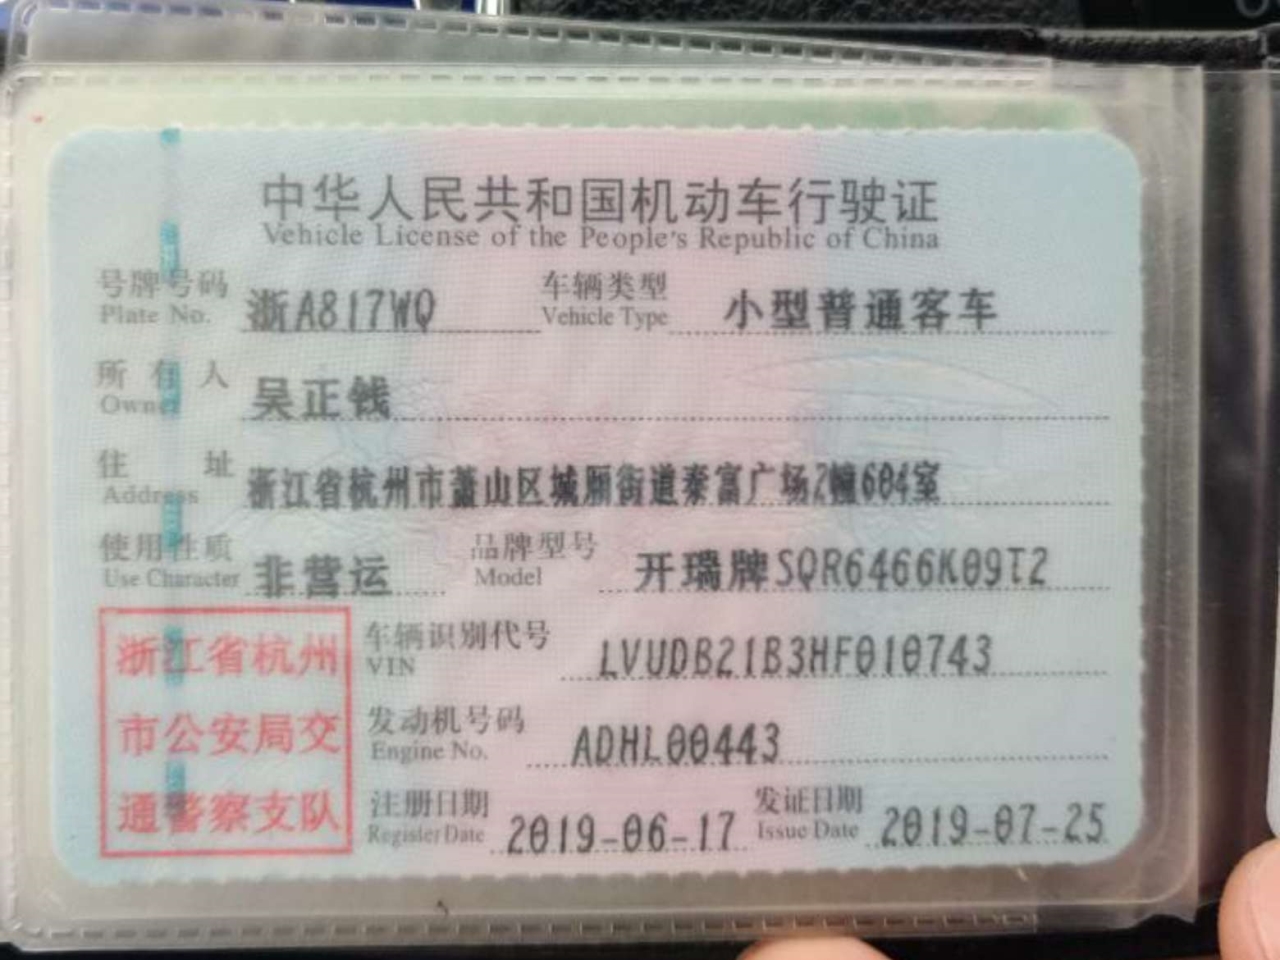 中华人民共和国机动车行驶证
Vehicle License of the People's Republic of China
号牌号码 浙A817WQ 车辆类型 小型普通客车
Plate No. Vehicle Type
所有人 吴正钱
Owner
住址 浙江省杭州市萧山区城厢街道泰富广场2幢604室
Address
使用性质 非营运 品牌型号 开瑞牌SQR6466K09T2
Use Character Model
浙江省杭州
市公安局交
通警察支队
车辆识别代号 LVUDB21B3HF010743
VIN
发动机号码 ADHL00443
Engine No.
注册日期 2019-06-17 发证日期 2019-07-25
Register Date Issue Date